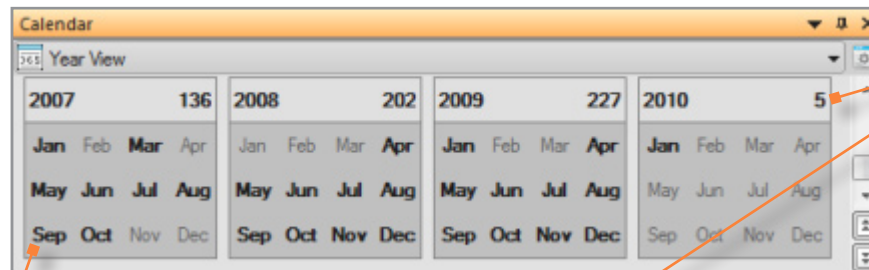 Calendar
365 Year View
2007 136 2008 202 2009 227 2010 5
Jan Feb Mar Apr Jan Feb Mar Apr Jan Feb Mar Apr Jan Feb Mar Apr
May Jun Jul Aug May Jun Jul Aug May Jun Jul Aug May Jun Jul Aug
Sep Oct Nov Dec Sep Oct Nov Dec Sep Oct Nov Dec Sep Oct Nov Dec